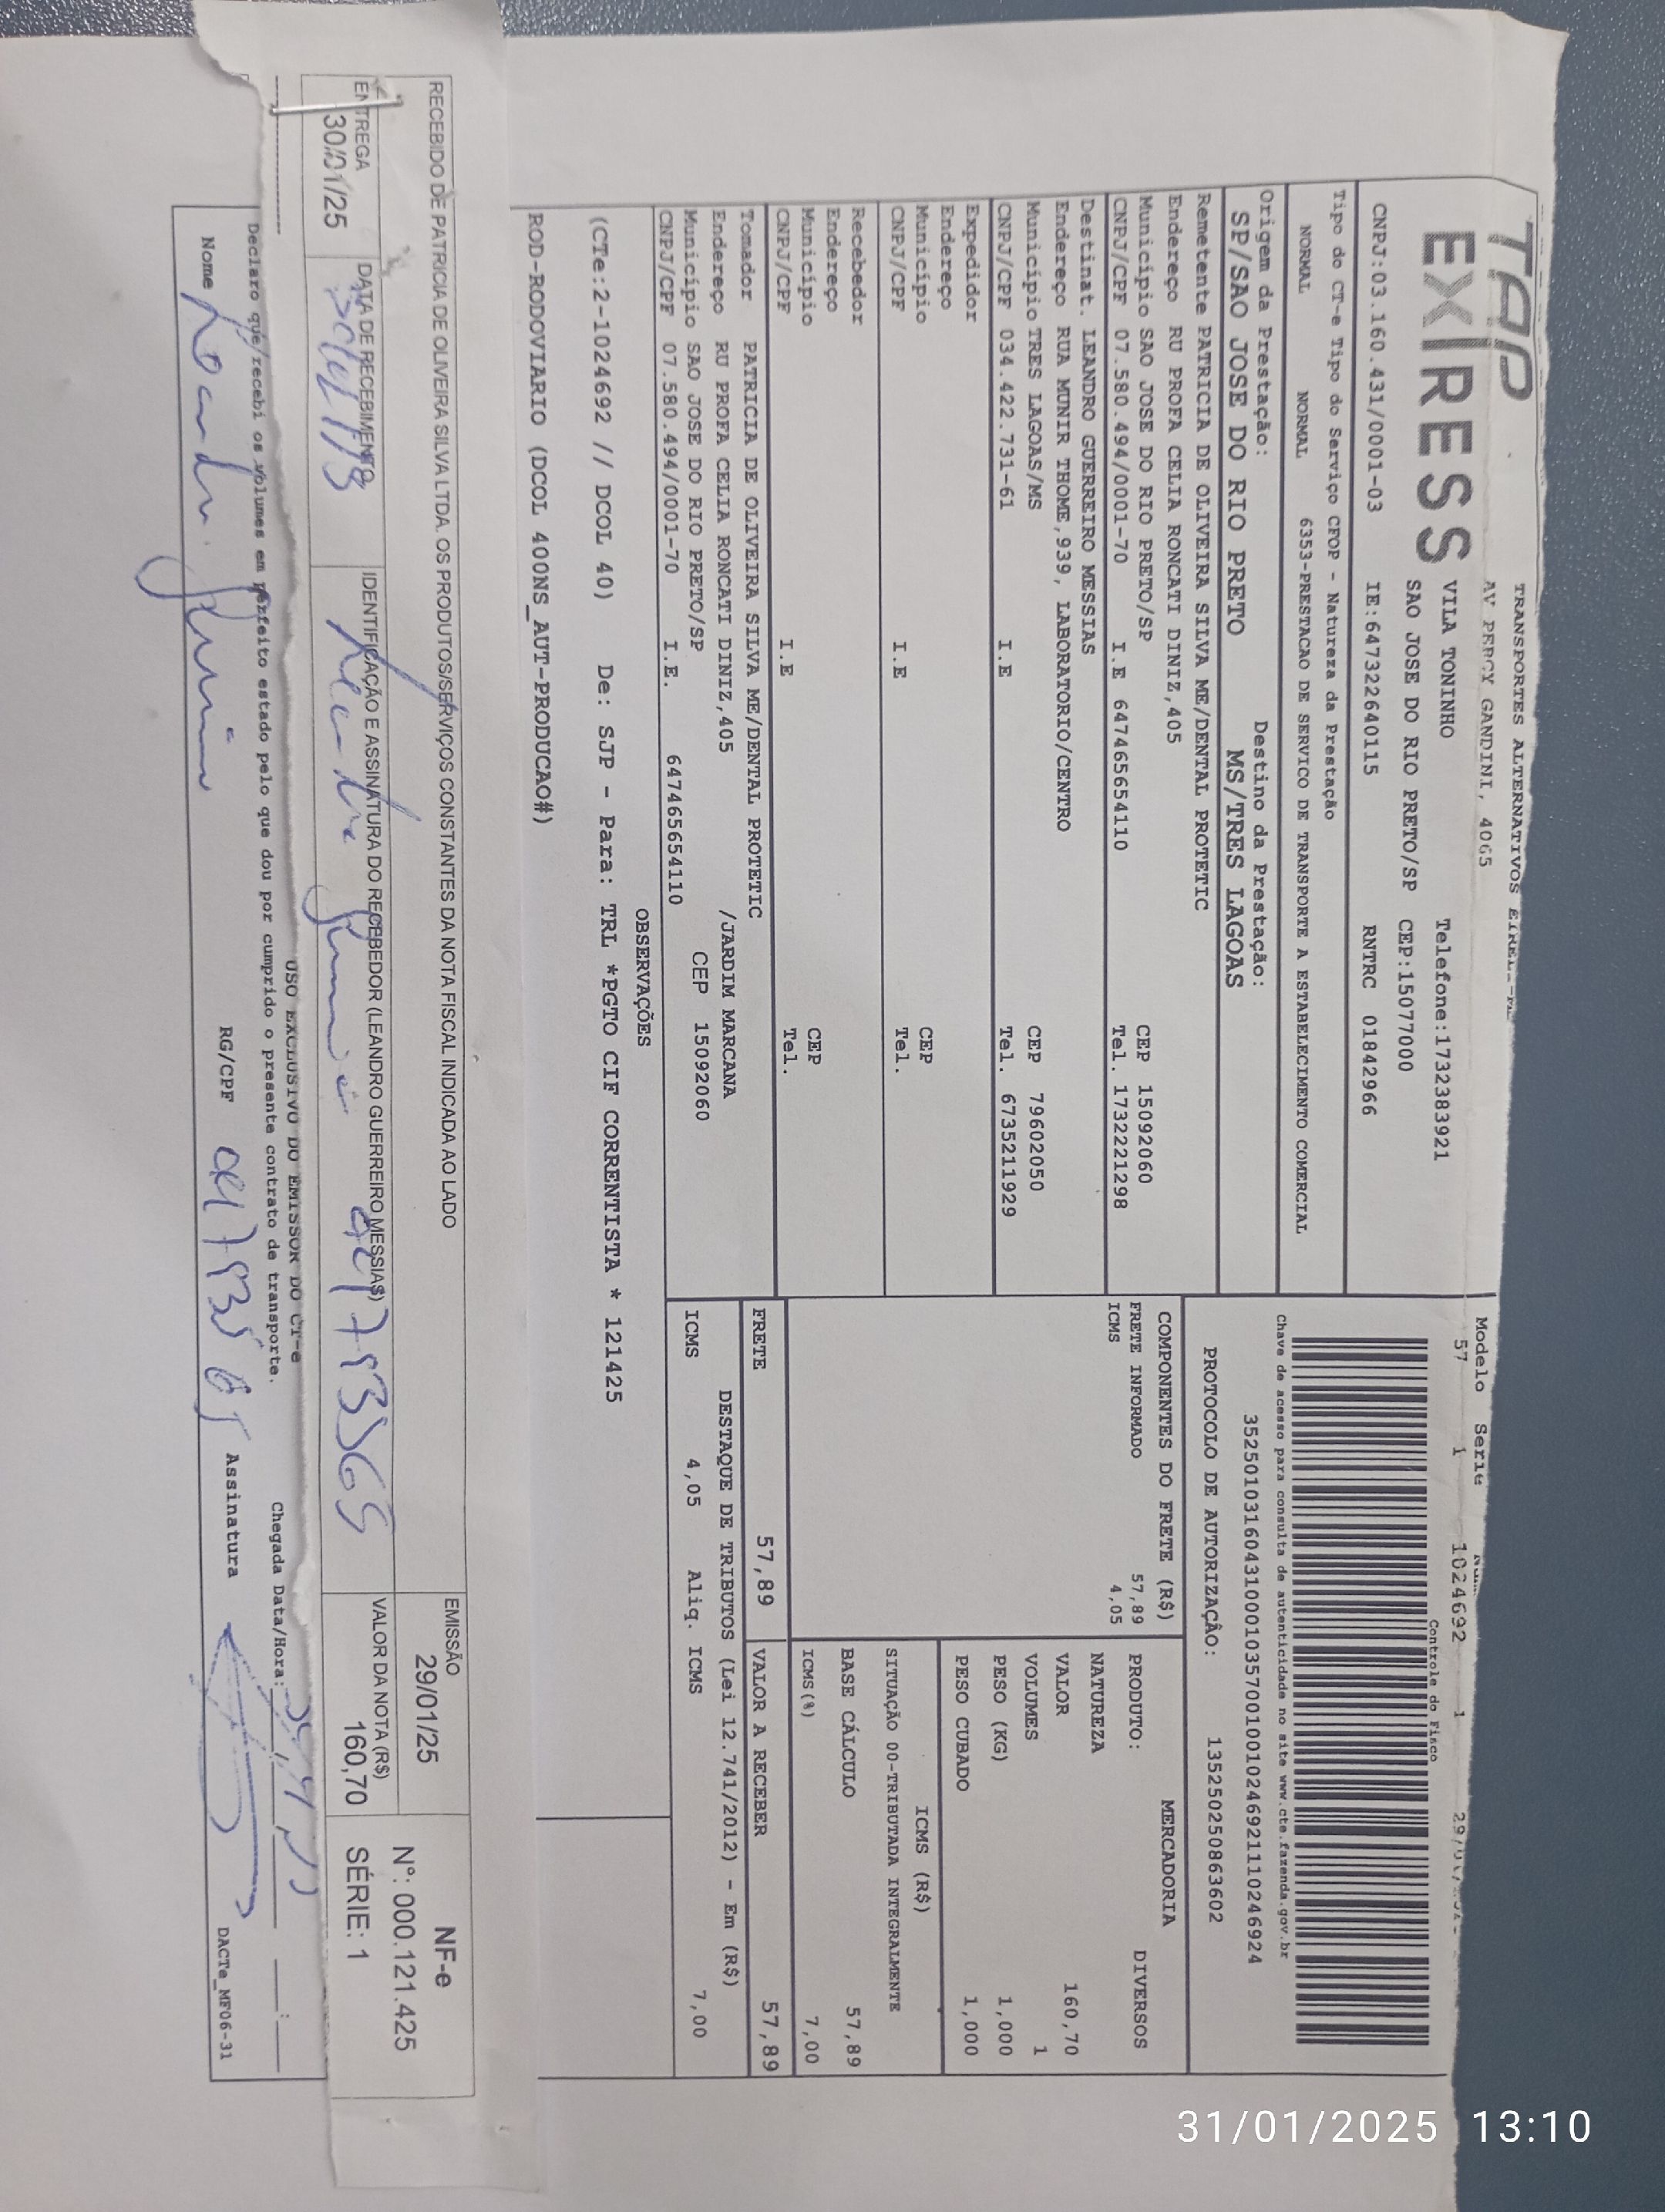 TAP
EXPRESS
TRANSPORTES ALTERNATIVOS
AV PERCY GANDINI, 4065
VILA TONINHO Telefone:1732383921
SAO JOSE DO RIO PRETO/SP CEP:15077000
CNPJ:03.160.431/0001-03 IE:647322640115 RNTRC 01842966
Modelo Serie
57 1 1024692 1
Controle do Fisco
Tipo do CT-e Tipo do Serviço CFOP - Natureza da Prestação
NORMAL NORMAL 6353-PRESTACAO DE SERVICO DE TRANSPORTE A ESTABELECIMENTO COMERCIAL
Chave de acesso para consulta de autenticidade no site www.cte.fazenda.gov.br
35250103160431000103570010010246921110246924
Origem da Prestação: Destino da Prestação:
SP/SAO JOSE DO RIO PRETO MS/TRES LAGOAS
PROTOCOLO DE AUTORIZAÇÃO: 135250250863602
Remetente PATRICIA DE OLIVEIRA SILVA ME/DENTAL PROTETIC
Endereço RU PROFA CELIA RONCATI DINIZ,405
Município SAO JOSE DO RIO PRETO/SP CEP 15092060
CNPJ/CPF 07.580.494/0001-70 I.E 647465654110 Tel. 1732221298
Destinat. LEANDRO GUERREIRO MESSIAS
Endereço RUA MUNIR THOME,939, LABORATORIO/CENTRO
Município TRES LAGOAS/MS CEP 79602050
CNPJ/CPF 034.422.731-61 I.E Tel. 6735211929
Expedidor
Endereço
Município CEP
CNPJ/CPF I.E Tel.
Recebedor
Endereço
Município CEP
CNPJ/CPF I.E Tel.
Tomador PATRICIA DE OLIVEIRA SILVA ME/DENTAL PROTETIC
Endereço RU PROFA CELIA RONCATI DINIZ,405 /JARDIM MARCANA
Município SAO JOSE DO RIO PRETO/SP CEP 15092060
CNPJ/CPF 07.580.494/0001-70 I.E. 647465654110
COMPONENTES DO FRETE (R$)
FRETE INFORMADO 57,89
ICMS 4,05
MERCADORIA
PRODUTO: DIVERSOS
NATUREZA
VALOR 160,70
VOLUMES 1
PESO (KG) 1,000
PESO CUBADO 1,000
ICMS (R$)
SITUAÇÃO 00-TRIBUTADA INTEGRALMENTE
BASE CÁLCULO 57,89
ICMS(%) 7,00
FRETE 57,89 VALOR A RECEBER 57,89
DESTAQUE DE TRIBUTOS (Lei 12.741/2012) - Em (R$)
ICMS 4,05 Aliq. ICMS 7,00
OBSERVAÇÕES
(CTe:2-1024692 // DCOL 40) De: SJP - Para: TRL *PGTO CIF CORRENTISTA * 121425
ROD-RODOVIARIO (DCOL 400NS_AUT-PRODUCAO#)
RECEBIDO DE PATRICIA DE OLIVEIRA SILVA LTDA. OS PRODUTOS/SERVIÇOS CONSTANTES DA NOTA FISCAL INDICADA AO LADO
EMISSÃO
29/01/25
NF-e
N°: 000.121.425
SÉRIE: 1
ENTREGA
30/01/25
DATA DE RECEBIMENTO
IDENTIFICAÇÃO E ASSINATURA DO RECEBEDOR (LEANDRO GUERREIRO MESSIAS)
VALOR DA NOTA (R$)
160,70
USO EXCLUSIVO DO EMISSOR DO CT-e
Declaro que recebi os volumes em perfeito estado pelo que dou por cumprido o presente contrato de transporte. Chegada Data/Hora:
Nome RG/CPF Assinatura
DACTe_MF06-31
31/01/2025 13:10